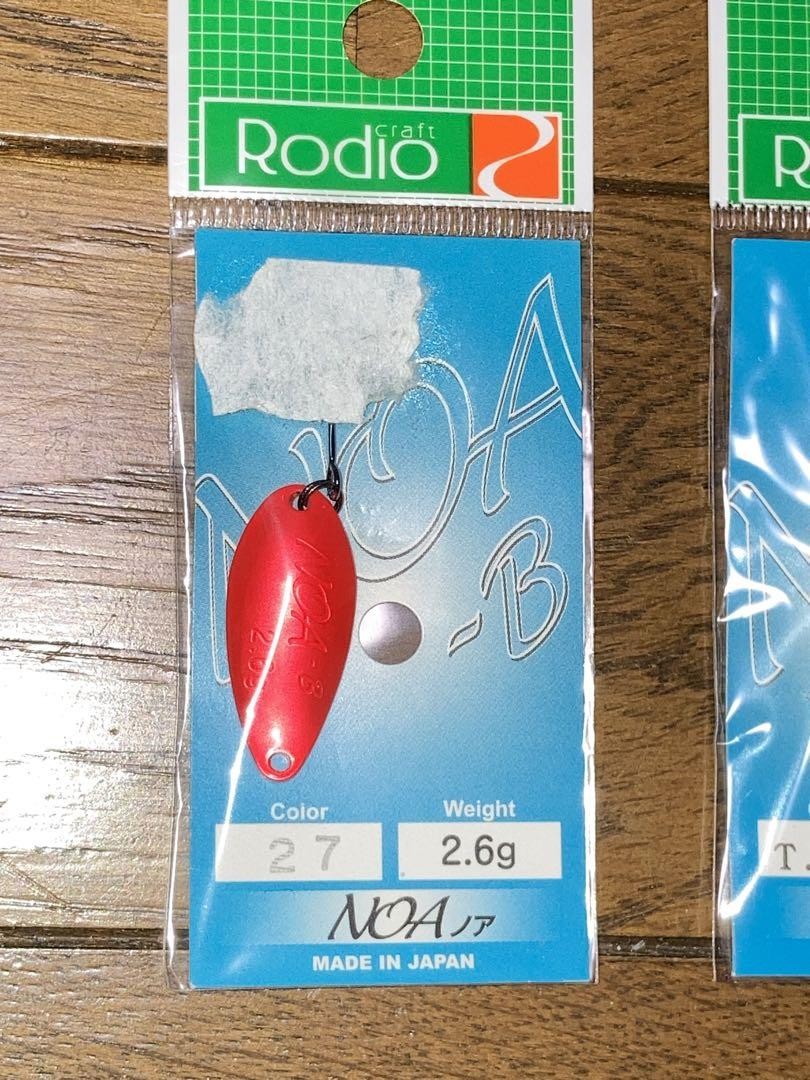 Rodio craft
R
NOA
-B
NOA-B
2.6g
Color
Weight
27
2.6g
T.
NOAノア
MADE IN JAPAN